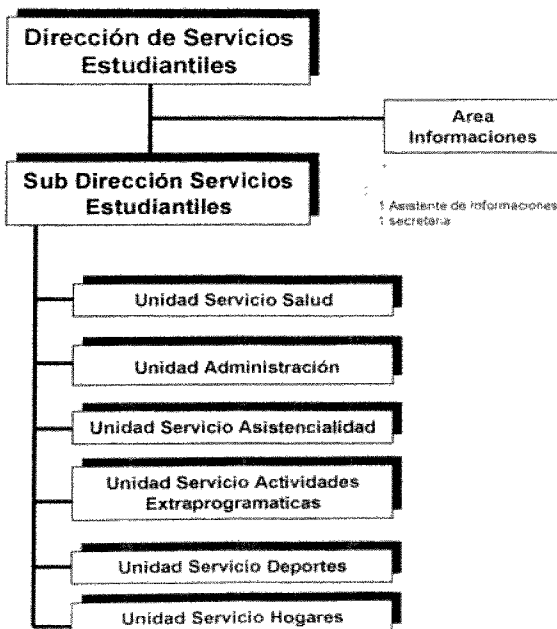 Dirección de Servicios
Estudiantiles
Area
Informaciones
Sub Dirección Servicios
Estudiantiles
1 Asistente de informaciones
1 secretaria
Unidad Servicio Salud
Unidad Administración
Unidad Servicio Asistencialidad
Unidad Servicio Actividades
Extraprogramaticas
Unidad Servicio Deportes
Unidad Servicio Hogares